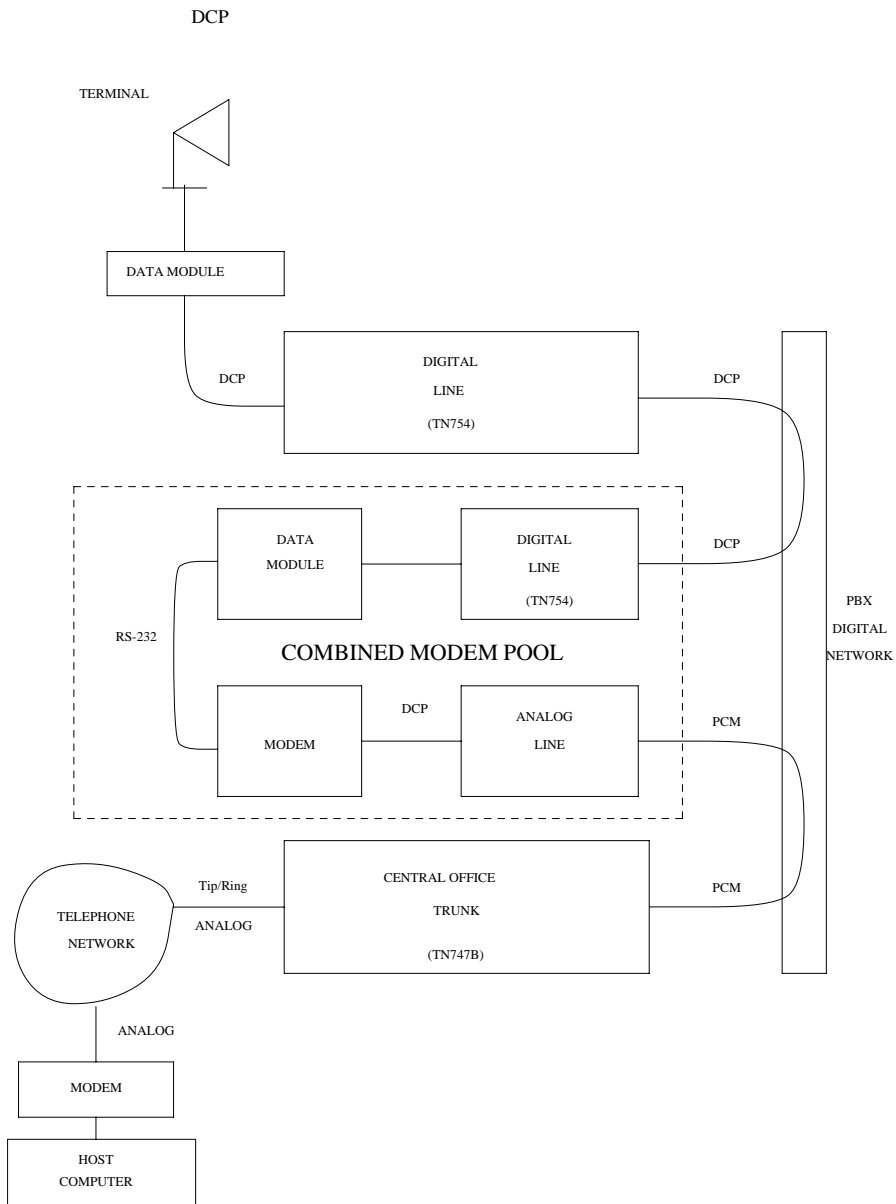 DCP
TERMINAL
DATA MODULE
DCP
DIGITAL
LINE
(TN754)
DCP
DATA
MODULE
DIGITAL
LINE
(TN754)
DCP
RS-232
COMBINED MODEM POOL
PBX
DIGITAL
NETWORK
MODEM
DCP
ANALOG
LINE
PCM
TELEPHONE
NETWORK
Tip/Ring
ANALOG
CENTRAL OFFICE
TRUNK
(TN747B)
PCM
ANALOG
MODEM
HOST
COMPUTER